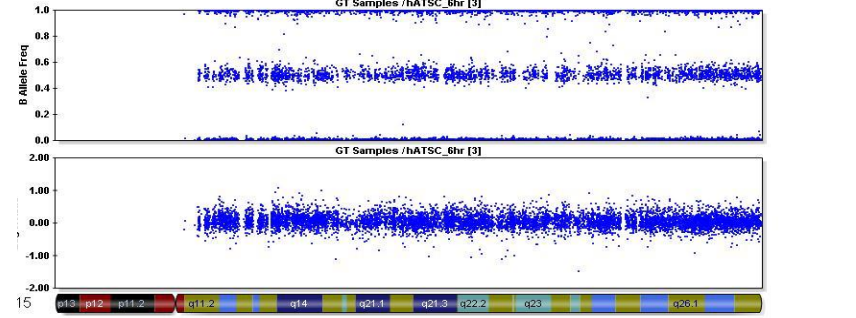 GT Samples /hATSC_6hr [3]
1.0
0.8
0.6
0.4
0.2
0.0
B Allele Freq
GT Samples /hATSC_6hr [3]
2.00
1.00
0.00
-1.00
-2.00
15 p13 p12 p11.2 q11.2 q14 q21.1 q21.3 q22.2 q23 q26.1